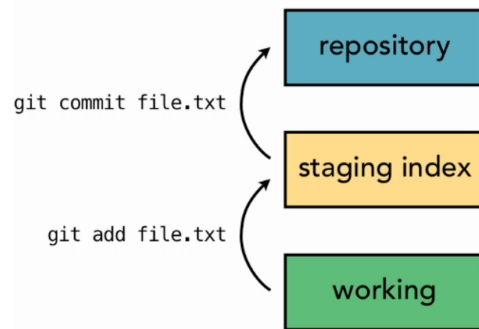 repository
git commit file.txt
staging index
git add file.txt
working